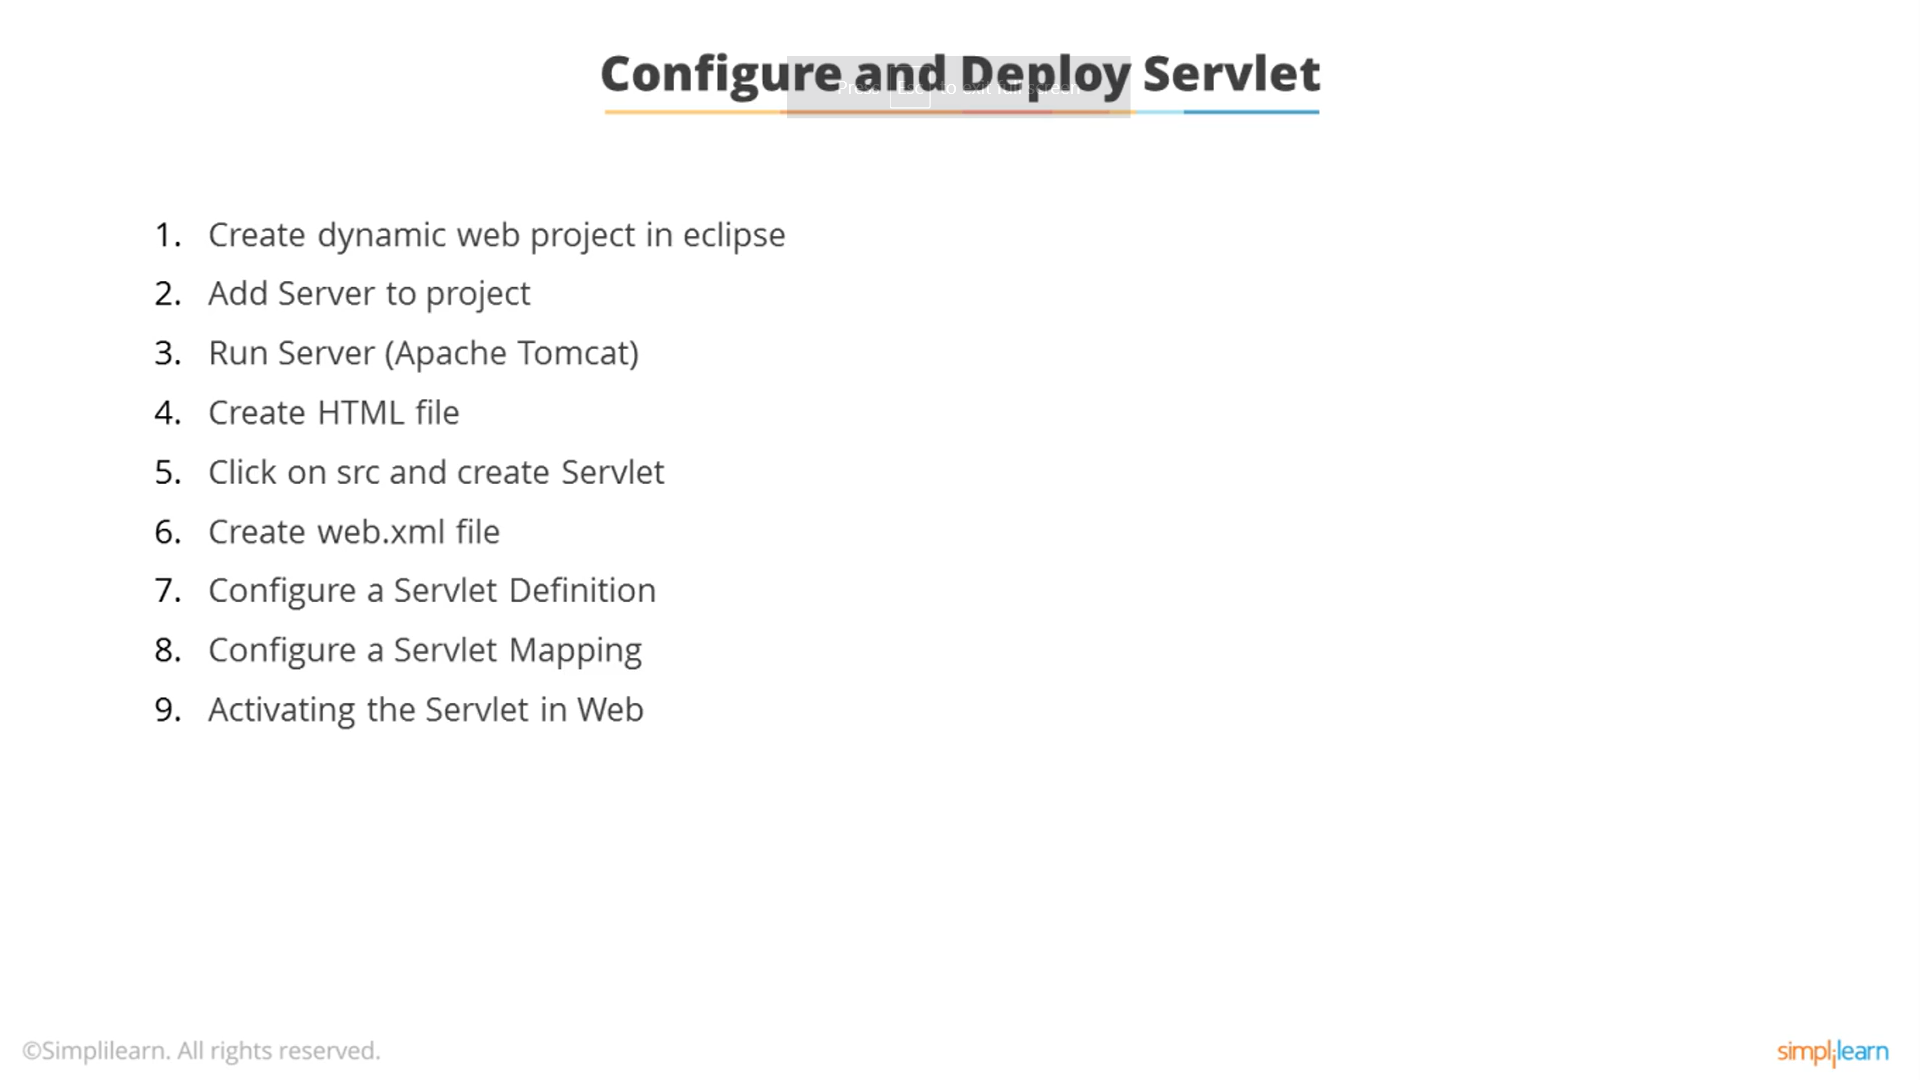 Configure and Deploy Servlet
Press Esc to exit full screen
1. Create dynamic web project in eclipse
2. Add Server to project
3. Run Server (Apache Tomcat)
4. Create HTML file
5. Click on src and create Servlet
6. Create web.xml file
7. Configure a Servlet Definition
8. Configure a Servlet Mapping
9. Activating the Servlet in Web
©Simplilearn. All rights reserved.
simplilearn